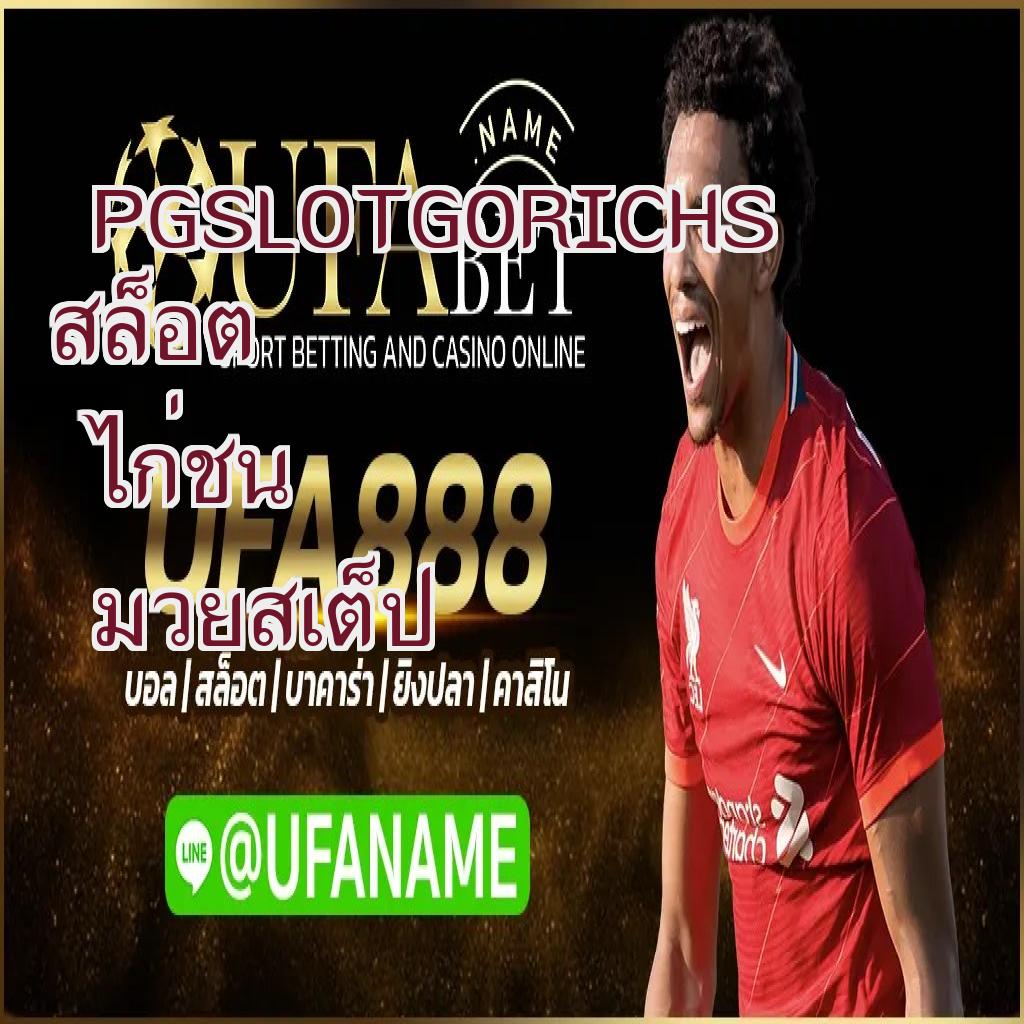 .NAME
UFA
BET
PGSLOTGORICHS
สล็อต
SPORT BETTING AND CASINO ONLINE
ไก่ชน
UFA888
มวยสเต็ป
บอล|สล็อต|บาคาร่า|ยิงปลา|คาสิโน
LINE @UFANAME